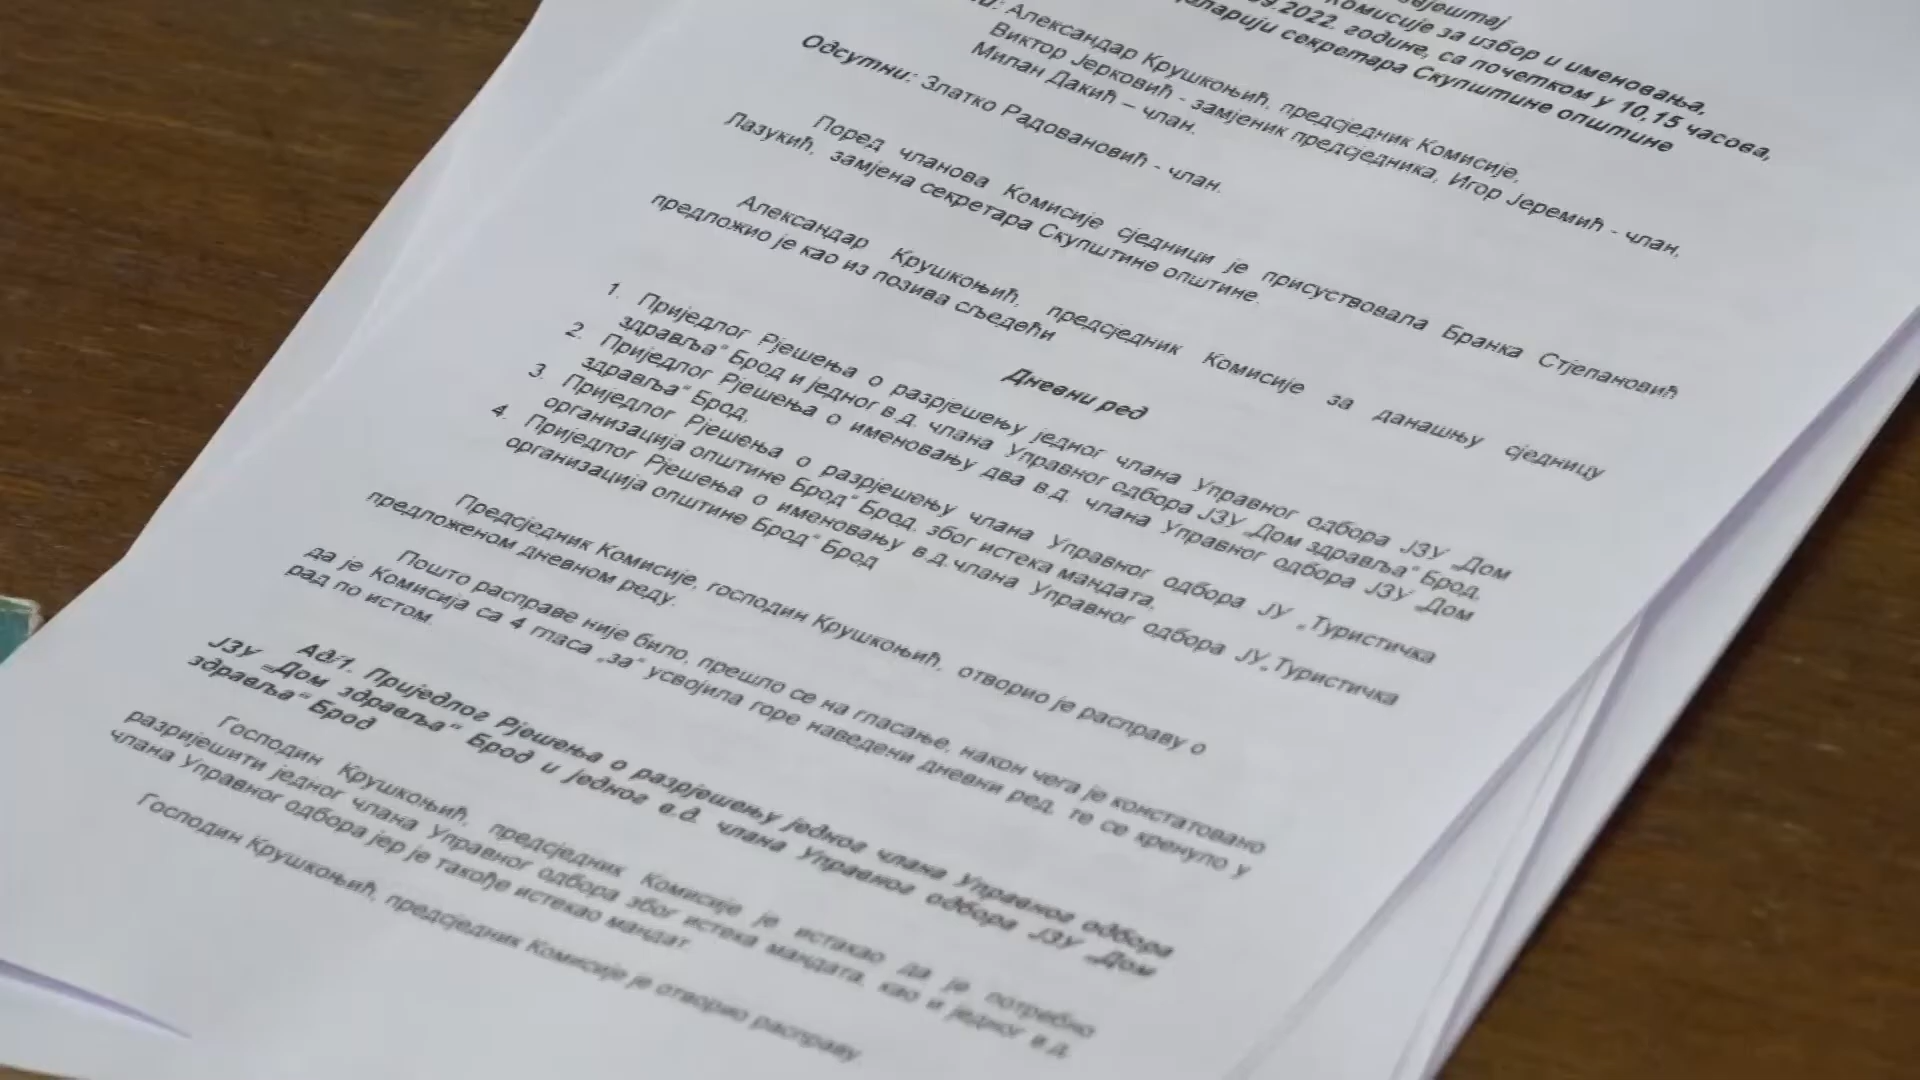 Комисије за избор и именовања,
09.2022. године, са почетком у 10,15 часова,
секретара Скупштине општине
Александар Крушкоњић, предсједник Комисије,
Виктор Јерковић - замјеник предсједника, Игор Јеремић - члан,
Милан Дакић – члан.
Одсутни: Златко Радовановић - члан.
Поред чланова Комисије сједници је присуствовала Бранка Стјепановић
Лазукић, замјена секретара Скупштине општине.
Александар Крушкоњић, предсједник Комисије за данашњу сједницу
предложио је као из позива сљедећи
Дневни ред
1. Приједлог Рјешења о разрјешењу једног члана Управног одбора ЈЗУ „Дом
здравља“ Брод и једног в.д. члана Управног одбора ЈЗУ „Дом здравља“ Брод,
2. Приједлог Рјешења о именовању два в.д. члана Управног одбора ЈЗУ „Дом
здравља“ Брод,
3. Приједлог Рјешења о разрјешењу члана Управног одбора ЈУ „Туристичка
организација општине Брод“ Брод, због истека мандата,
4. Приједлог Рјешења о именовању в.д. члана Управног одбора ЈУ„Туристичка
организација општине Брод“ Брод
Предсједник Комисије, господин Крушкоњић, отворио је расправу о
предложеном дневном реду.
Пошто расправе није било, прешло се на гласање, након чега је констатовано
да је Комисија са 4 гласа „за“ усвојила горе наведени дневни ред, те се кренуло у
рад по истом.
Ад/1. Приједлог Рјешења о разрјешењу једног члана Управног одбора
ЈЗУ „Дом здравља“ Брод и једног в.д. члана Управног одбора ЈЗУ „Дом
здравља“ Брод
Господин Крушкоњић, предсједник Комисије је истакао да је потребно
разријешити једног члана Управног одбора због истека мандата, као и једног в.д.
члана Управног одбора јер је такође истекао мандат.
Господин Крушкоњић, предсједник Комисије је отворио расправу.